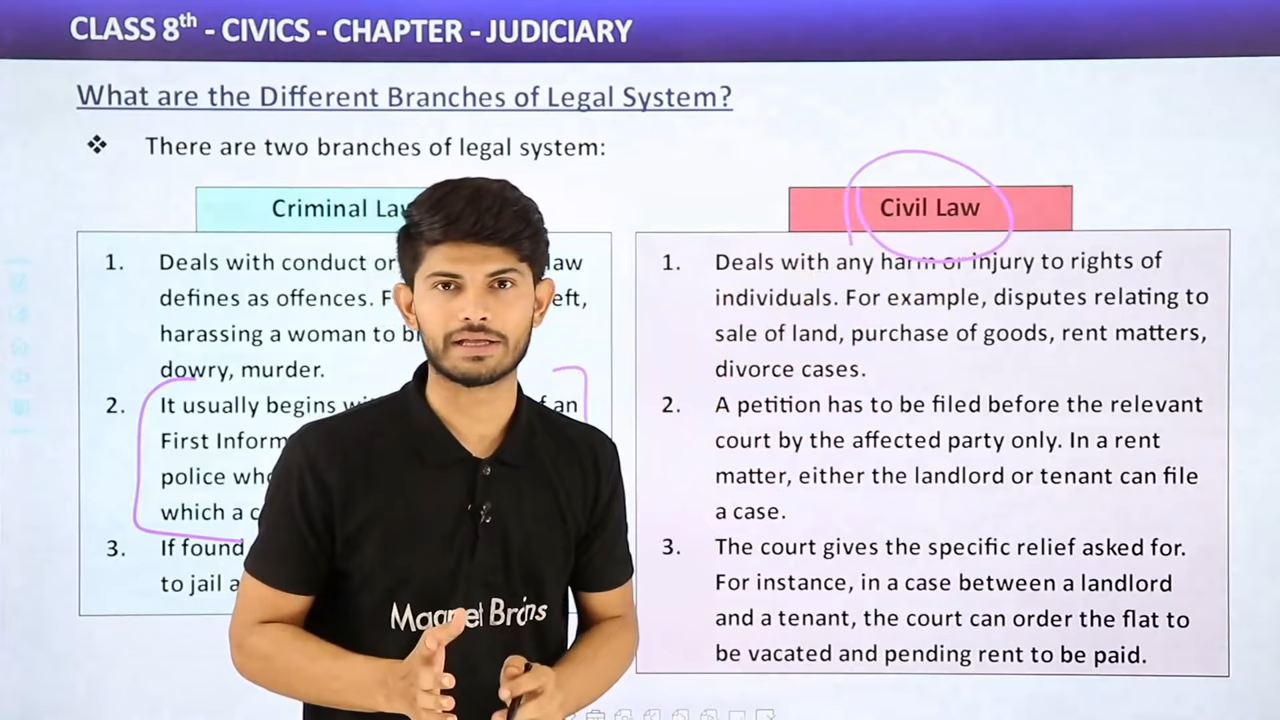 CLASS 8th - CIVICS - CHAPTER - JUDICIARY
What are the Different Branches of Legal System?
There are two branches of legal system:
Criminal
1. Deals with conduct or law
defines as offences.
harassing a woman to
dowry, murder.
2. It usually begins an
First
police
which a
3. If found
to jail
Civil Law
1. Deals with any harm or injury to rights of
individuals. For example, disputes relating to
sale of land, purchase of goods, rent matters,
divorce cases.
2. A petition has to be filed before the relevant
court by the affected party only. In a rent
matter, either the landlord or tenant can file
a case.
3. The court gives the specific relief asked for.
For instance, in a case between a landlord
and a tenant, the court can order the flat to
be vacated and pending rent to be paid.
Magnet Brains